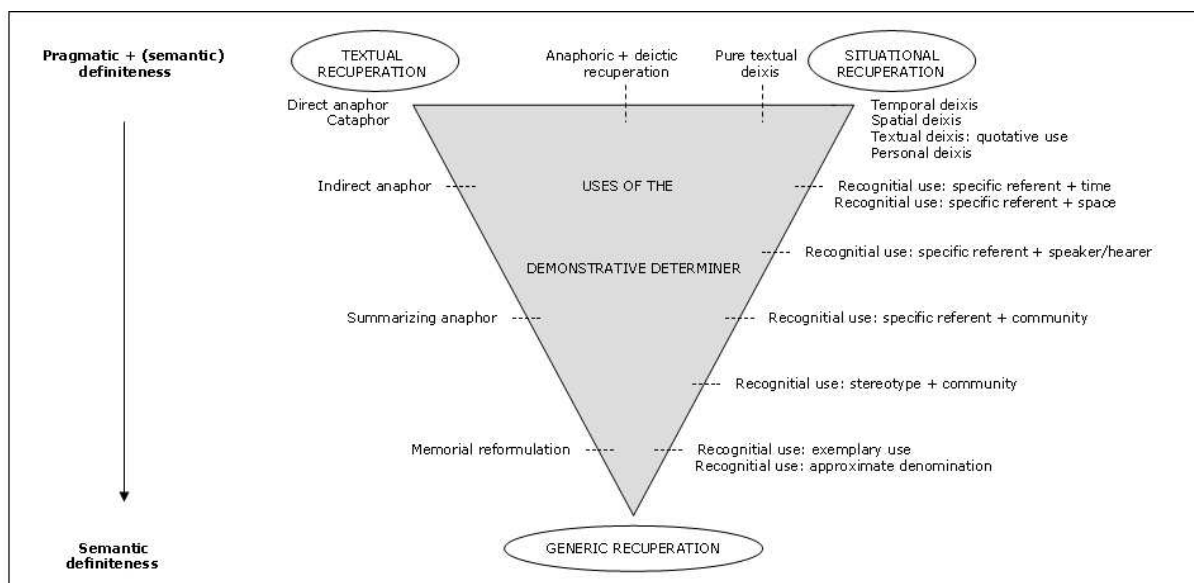 Pragmatic + (semantic)
definiteness
TEXTUAL
RECUPERATION
Anaphoric + deictic
recuperation
Pure textual
deixis
SITUATIONAL
RECUPERATION
Direct anaphor
Cataphor
Temporal deixis
Spatial deixis
Textual deixis: quotative use
Personal deixis
Indirect anaphor
USES OF THE
Recognitial use: specific referent + time
Recognitial use: specific referent + space
Recognitial use: specific referent + speaker/hearer
DEMONSTRATIVE DETERMINER
Summarizing anaphor
Recognitial use: specific referent + community
Recognitial use: stereotype + community
Memorial reformulation
Recognitial use: exemplary use
Recognitial use: approximate denomination
Semantic
definiteness
GENERIC RECUPERATION